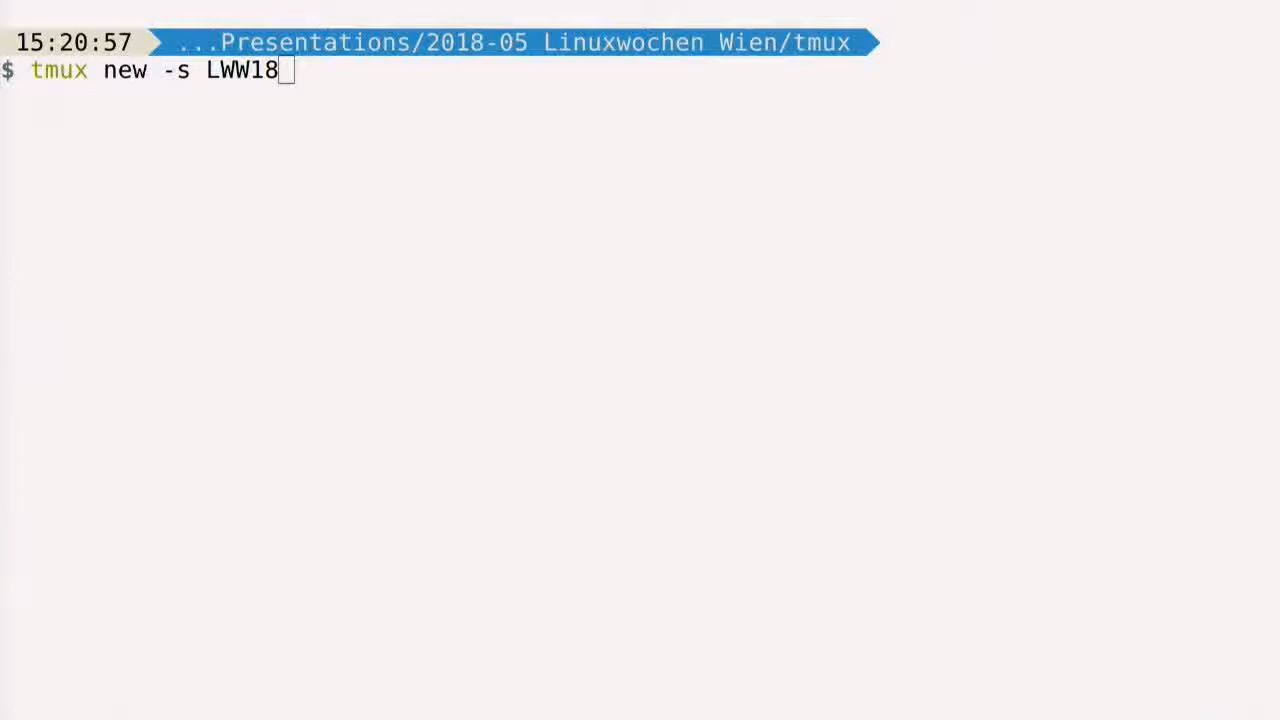 15:20:57 ...Presentations/2018-05 Linuxwochen Wien/tmux
$ tmux new -s LWW18